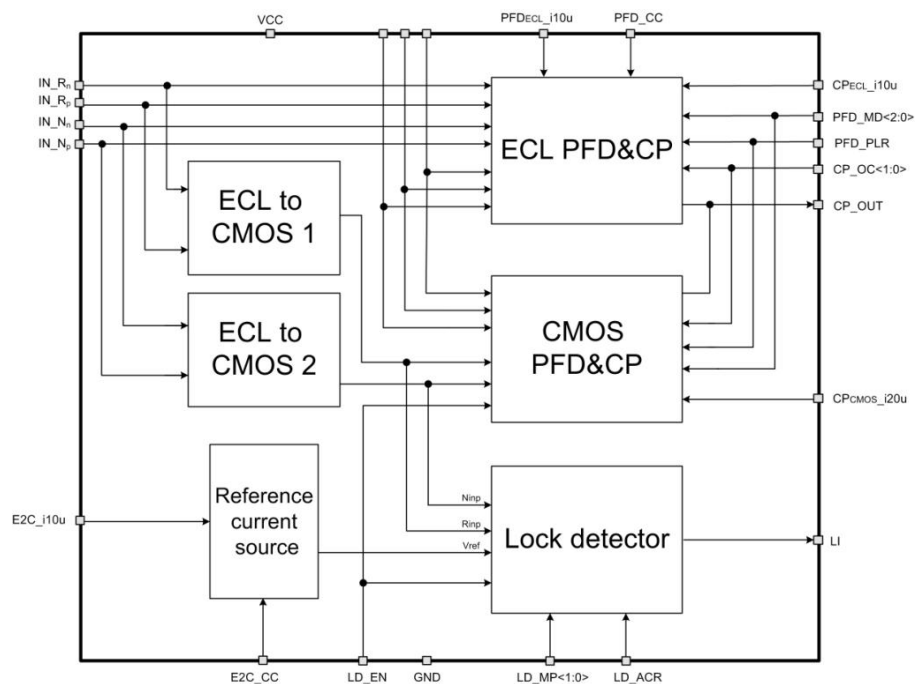 VCC
PFDECL_i10u
PFD_CC
IN_Rn
IN_Rp
IN_Nn
IN_Np
CPECL_i10u
PFD_MD<2:0>
PFD_PLR
CP_OC<1:0>
CP_OUT
ECL PFD&CP
ECL to
CMOS 1
ECL to
CMOS 2
CMOS
PFD&CP
CPCMOS_i20u
Reference
current
source
E2C_i10u
Ninp
Rinp
Vref
Lock detector
LI
E2C_CC
LD_EN
GND
LD_MP<1:0>
LD_ACR